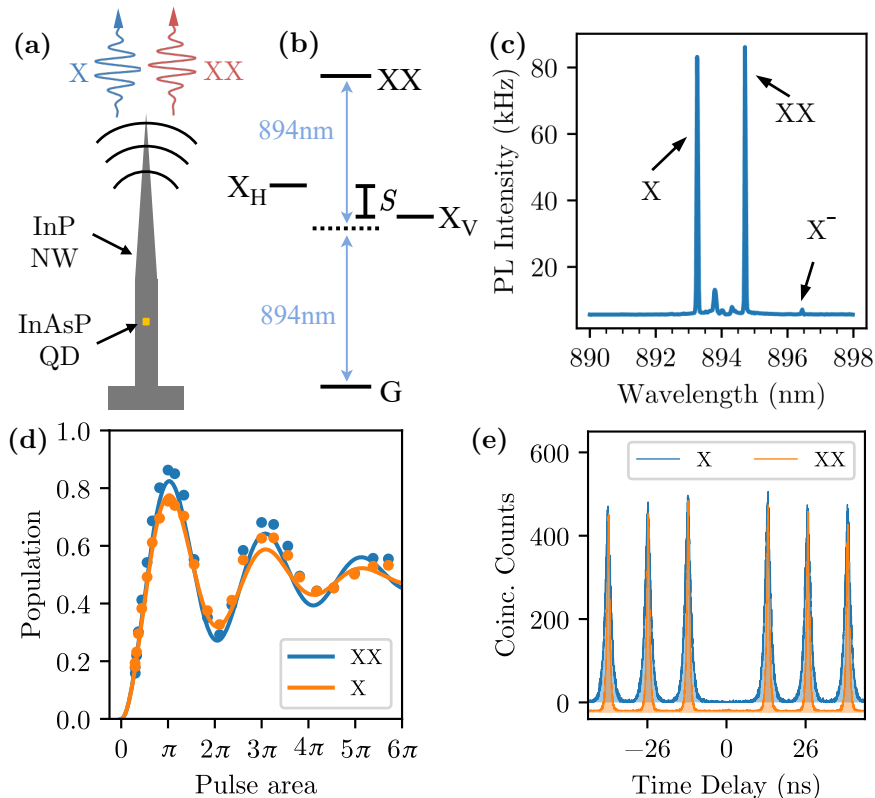 (a)
X
XX
InP
NW
InAsP
QD
(b)
XX
894nm
X_H
S
X_V
894nm
G
(c)
PL Intensity (kHz)
80
60
40
20
X
XX
X⁻
890 892 894 896 898
Wavelength (nm)
(d)
Population
1.0
0.8
0.6
0.4
0.2
0.0
XX
X
0 π 2π 3π 4π 5π 6π
Pulse area
(e)
Coinc. Counts
600
400
200
0
X XX
−26 0 26
Time Delay (ns)